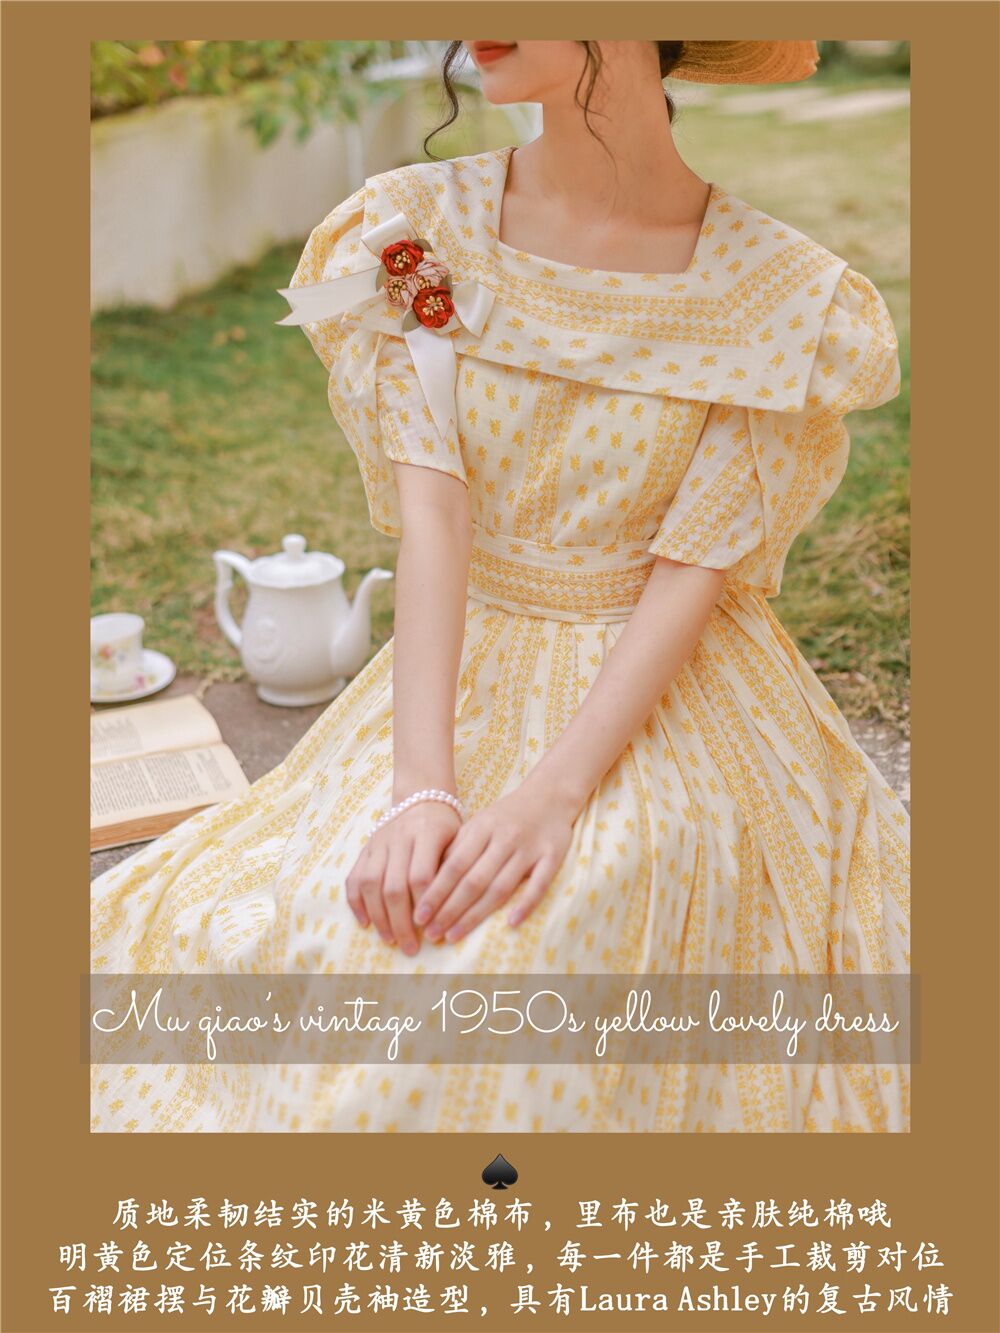 Mu qiao's vintage 1950s yellow lovely dress
质地柔韧结实的米黄色棉布，里布也是亲肤纯棉哦
明黄色定位条纹印花清新淡雅，每一件都是手工裁剪对位
百褶裙摆与花瓣贝壳袖造型，具有Laura Ashley的复古风情